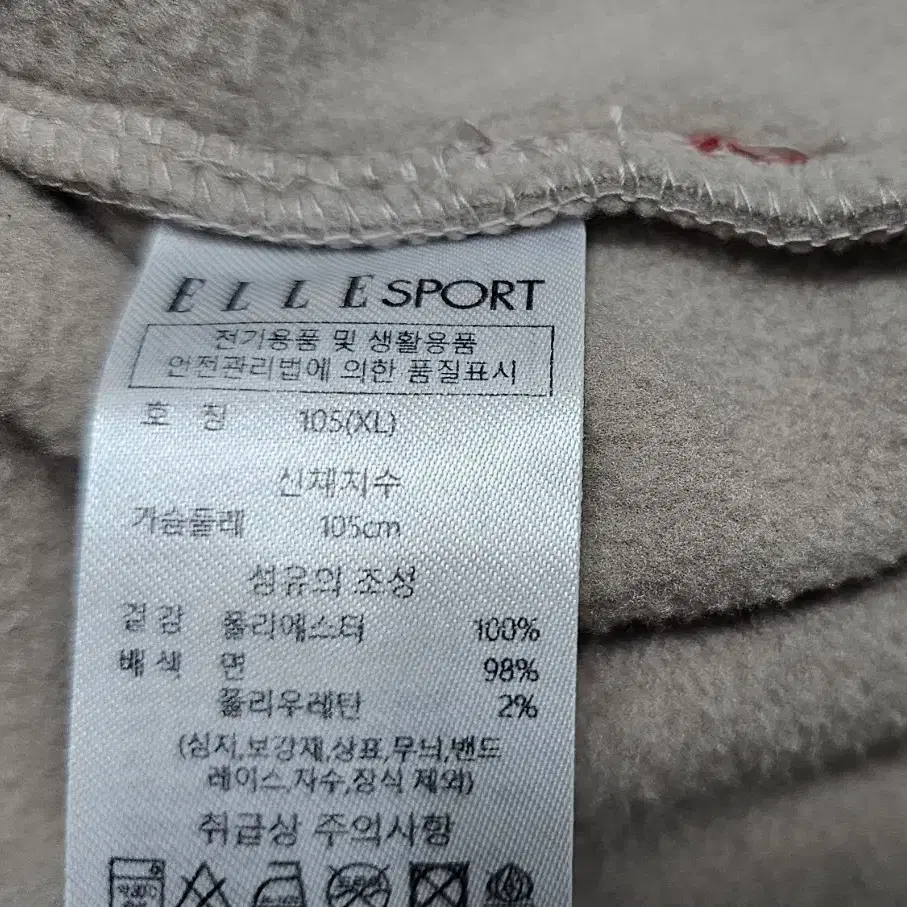 ELLE SPORT
전기용품 및 생활용품
안전관리법에 의한 품질표시
호 칭 105(XL)
신체치수
가슴둘레 105cm
섬유의 조성
겉감 폴리에스터 100%
배색 면 98%
폴리우레탄 2%
(심지,보강재,상표,무늬,밴드
레이스,자수,장식 제외)
취급상 주의사항